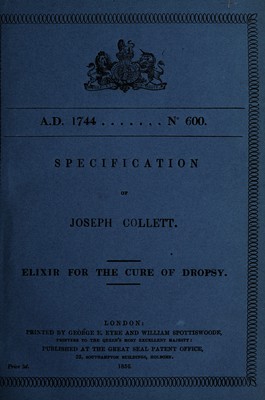 A.D. 1744 . . . . . . . N° 600.
SPECIFICATION
OF
JOSEPH COLLETT.
ELIXIR FOR THE CURE OF DROPSY.
LONDON:
PRINTED BY GEORGE E. EYRE AND WILLIAM SPOTTISWOODE,
PRINTERS TO THE QUEEN'S MOST EXCELLENT MAJESTY:
PUBLISHED AT THE GREAT SEAL PATENT OFFICE,
25, SOUTHAMPTON BUILDINGS, HOLBORN.
Price 3d.